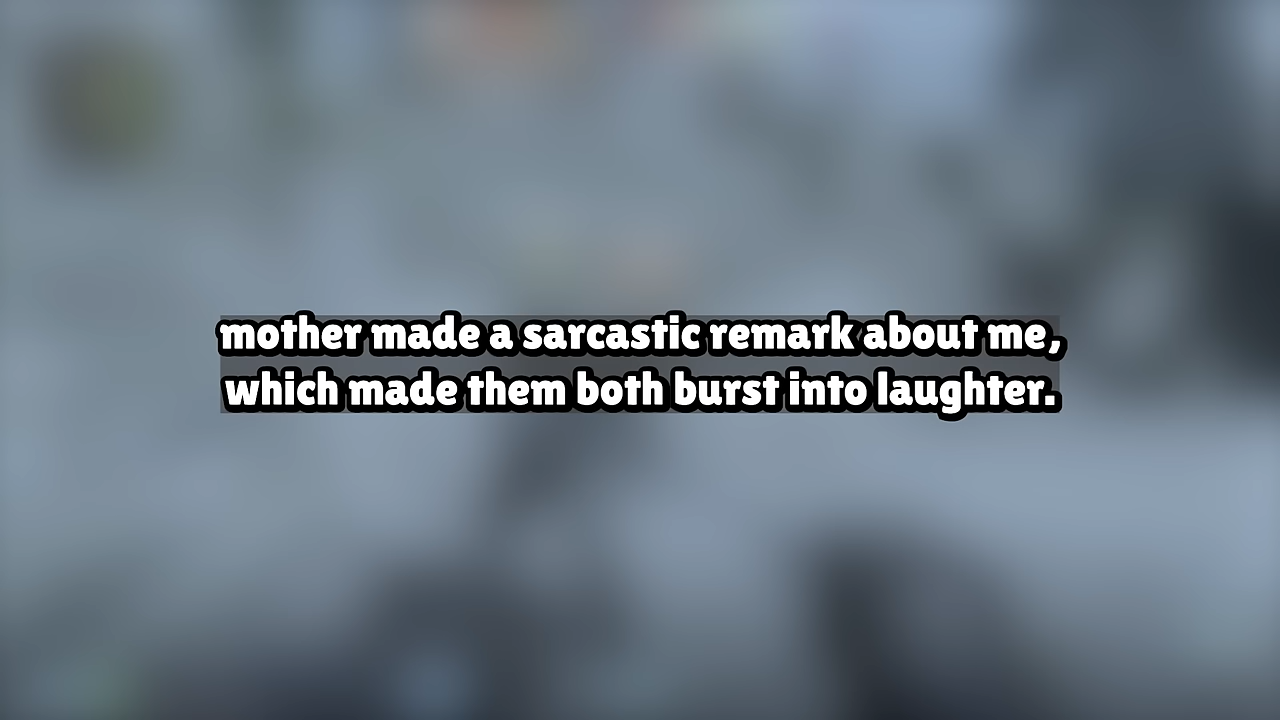 mother made a sarcastic remark about me,
which made them both burst into laughter.